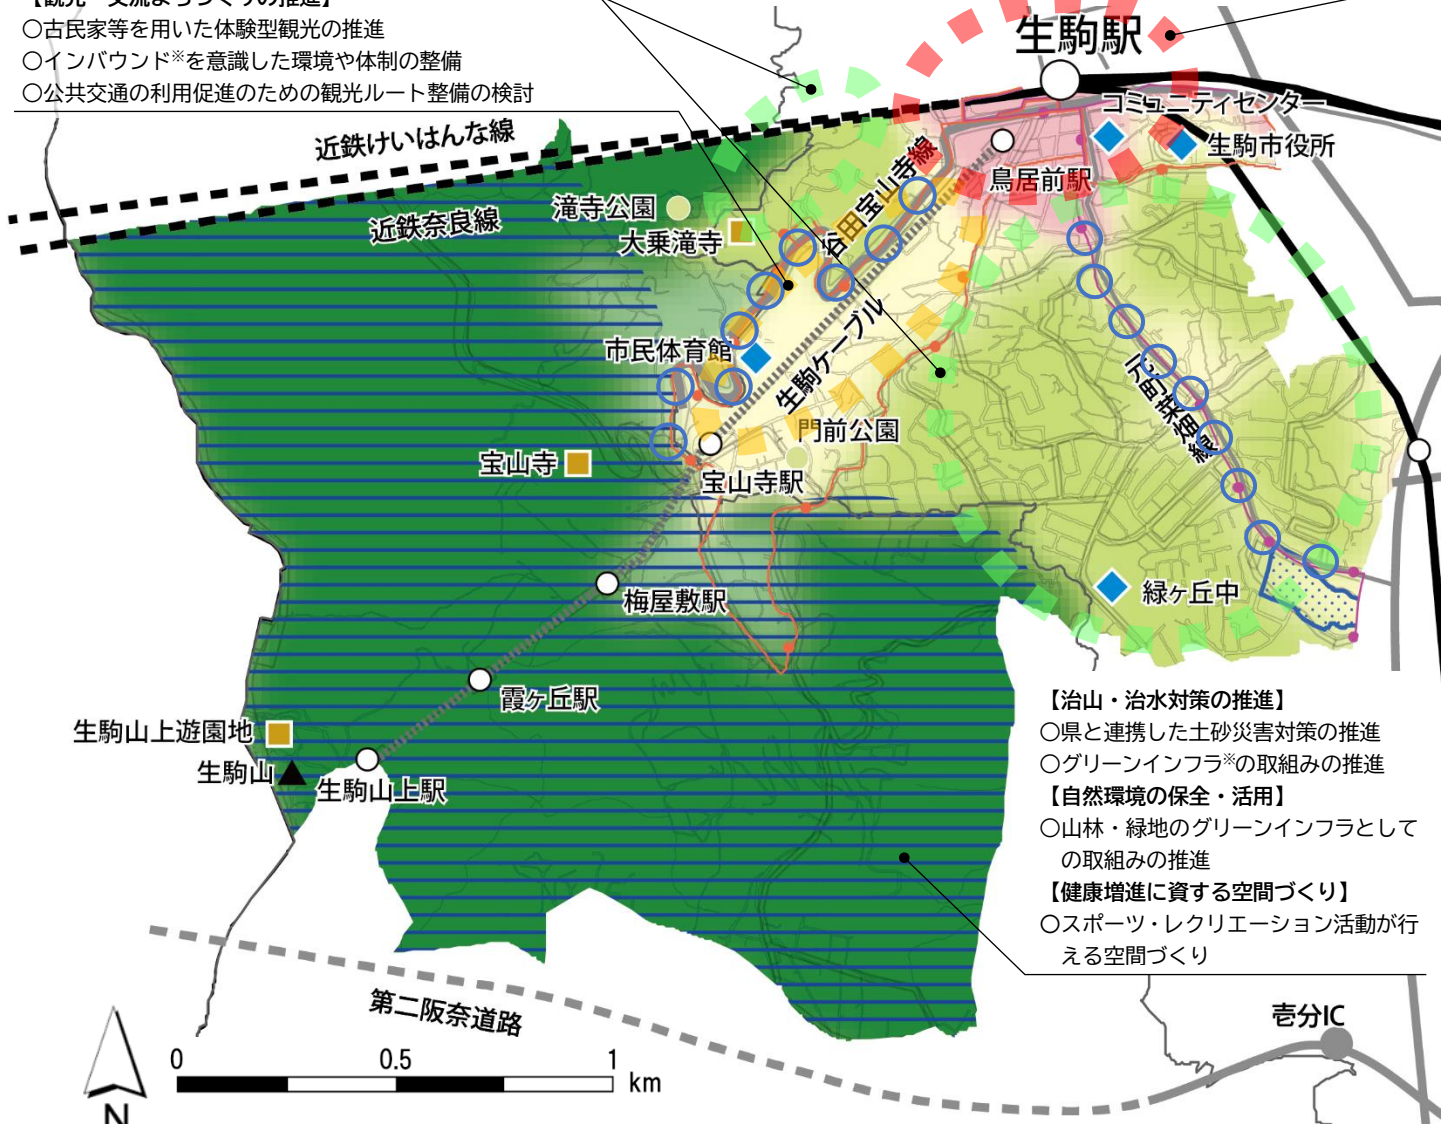 【観光・交流まちづくりの推進】
○古民家等を用いた体験型観光の推進
○インバウンド※を意識した環境や体制の整備
○公共交通の利用促進のための観光ルート整備の検討
生駒駅
コミュニティセンター
生駒市役所
近鉄けいはんな線
鳥居前駅
谷田宝山寺線
滝寺公園
近鉄奈良線
大乗滝寺
市民体育館
生駒ケーブル
元町菜畑線
門前公園
宝山寺
宝山寺駅
梅屋敷駅
緑ヶ丘中
霞ヶ丘駅
生駒山上遊園地
生駒山
生駒山上駅
【治山・治水対策の推進】
○県と連携した土砂災害対策の推進
○グリーンインフラ※の取組みの推進
【自然環境の保全・活用】
○山林・緑地のグリーンインフラとして
の取組みの推進
【健康増進に資する空間づくり】
○スポーツ・レクリエーション活動が行
える空間づくり
第二阪奈道路
壱分IC
0 0.5 1
km
N